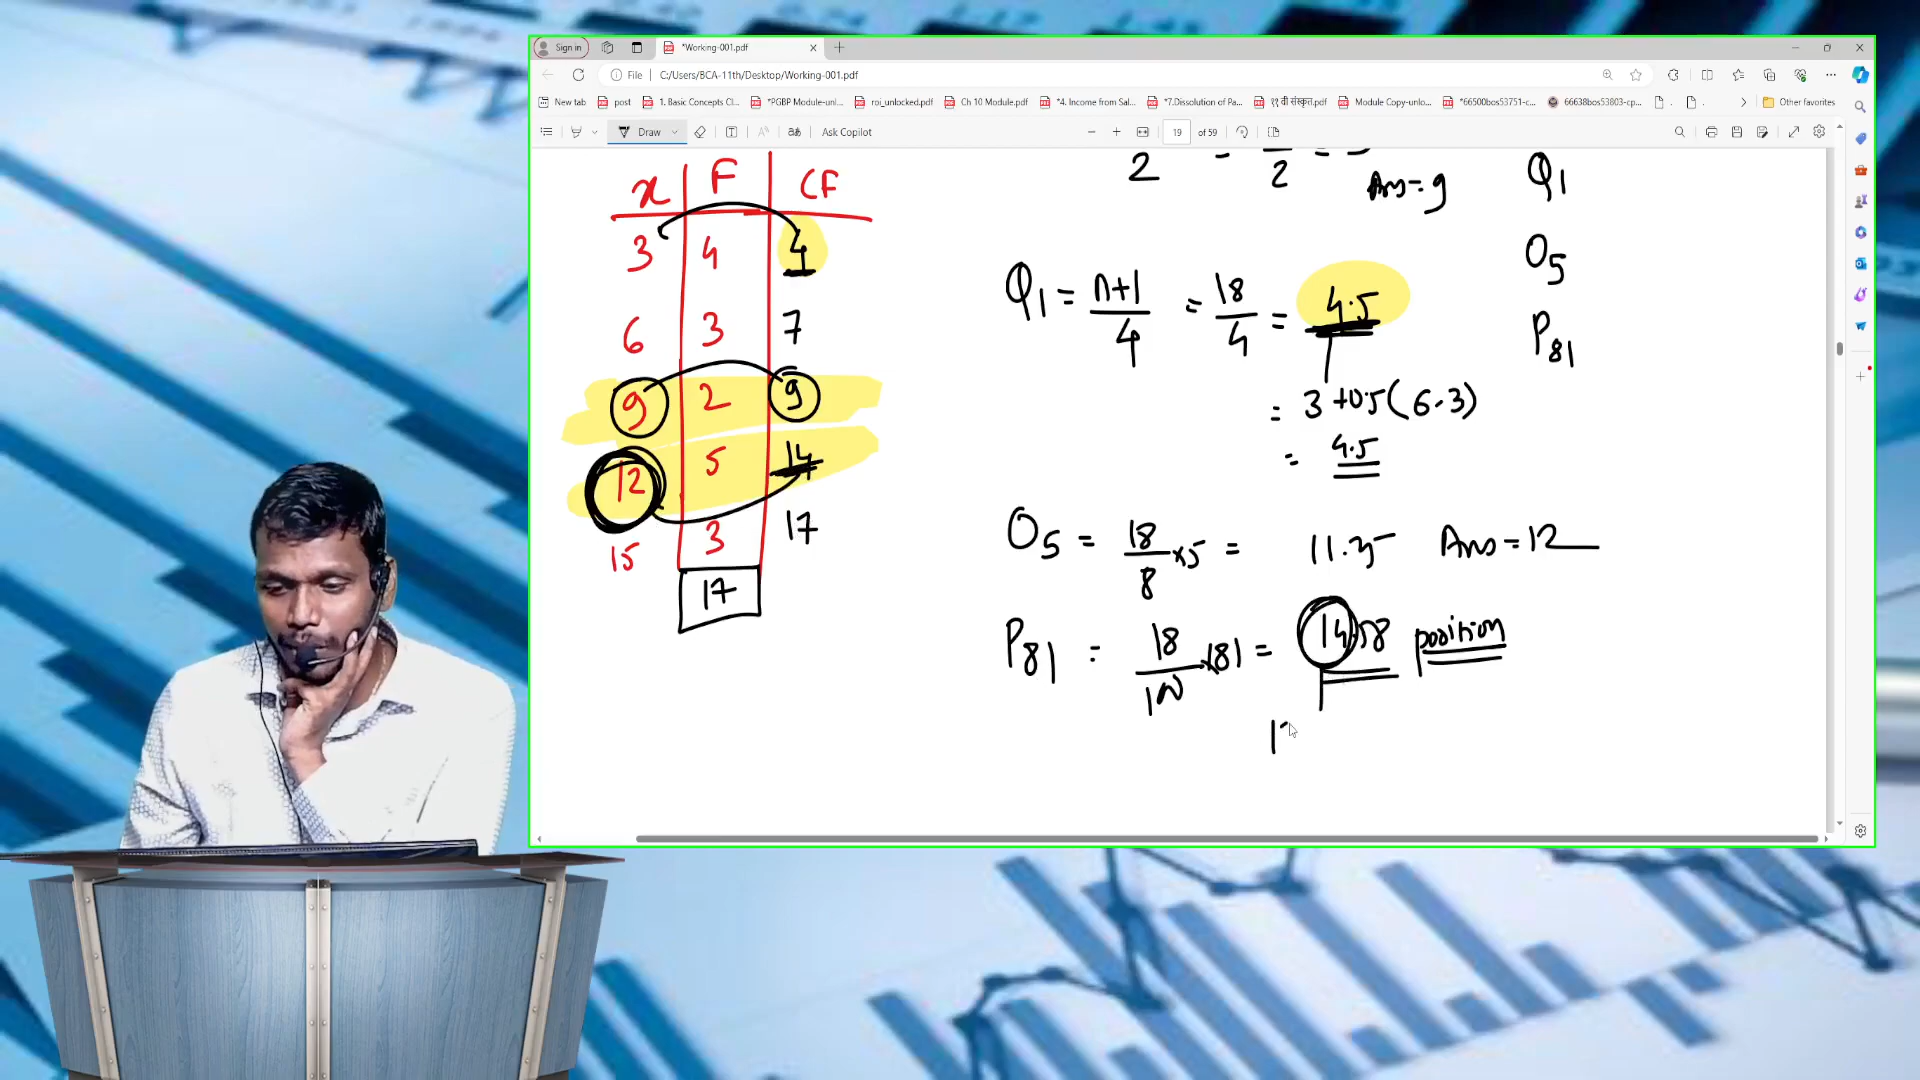 Sign in
*Working-001.pdf
File C:/Users/BCA-11th/Desktop/Working-001.pdf
New tab post 1. Basic Concepts Cl... *PGBP Module-unl... roi_unlocked.pdf Ch 10 Module.pdf *4. Income from Sal... *7.Dissolution of Pa... ११ वी संस्कृत.pdf Module Copy-unlo... *66500bos53751-c... 66638bos53803-cp... Other favorites
Draw Ask Copilot 19 of 59
x F CF
3 4 4
6 3 7
9 2 9
12 5 14
15 3 17
17
2 = 2 =
Ans = 9
Q1 = n+1 / 4 = 18 / 4 = 4.5
= 3 + 0.5 (6-3)
= 4.5
O5 = 18 / 8 ×5 = 11.25 Ans = 12
P81 = 18 / 100 ×81 = 14.58 position
Q1
O5
P81